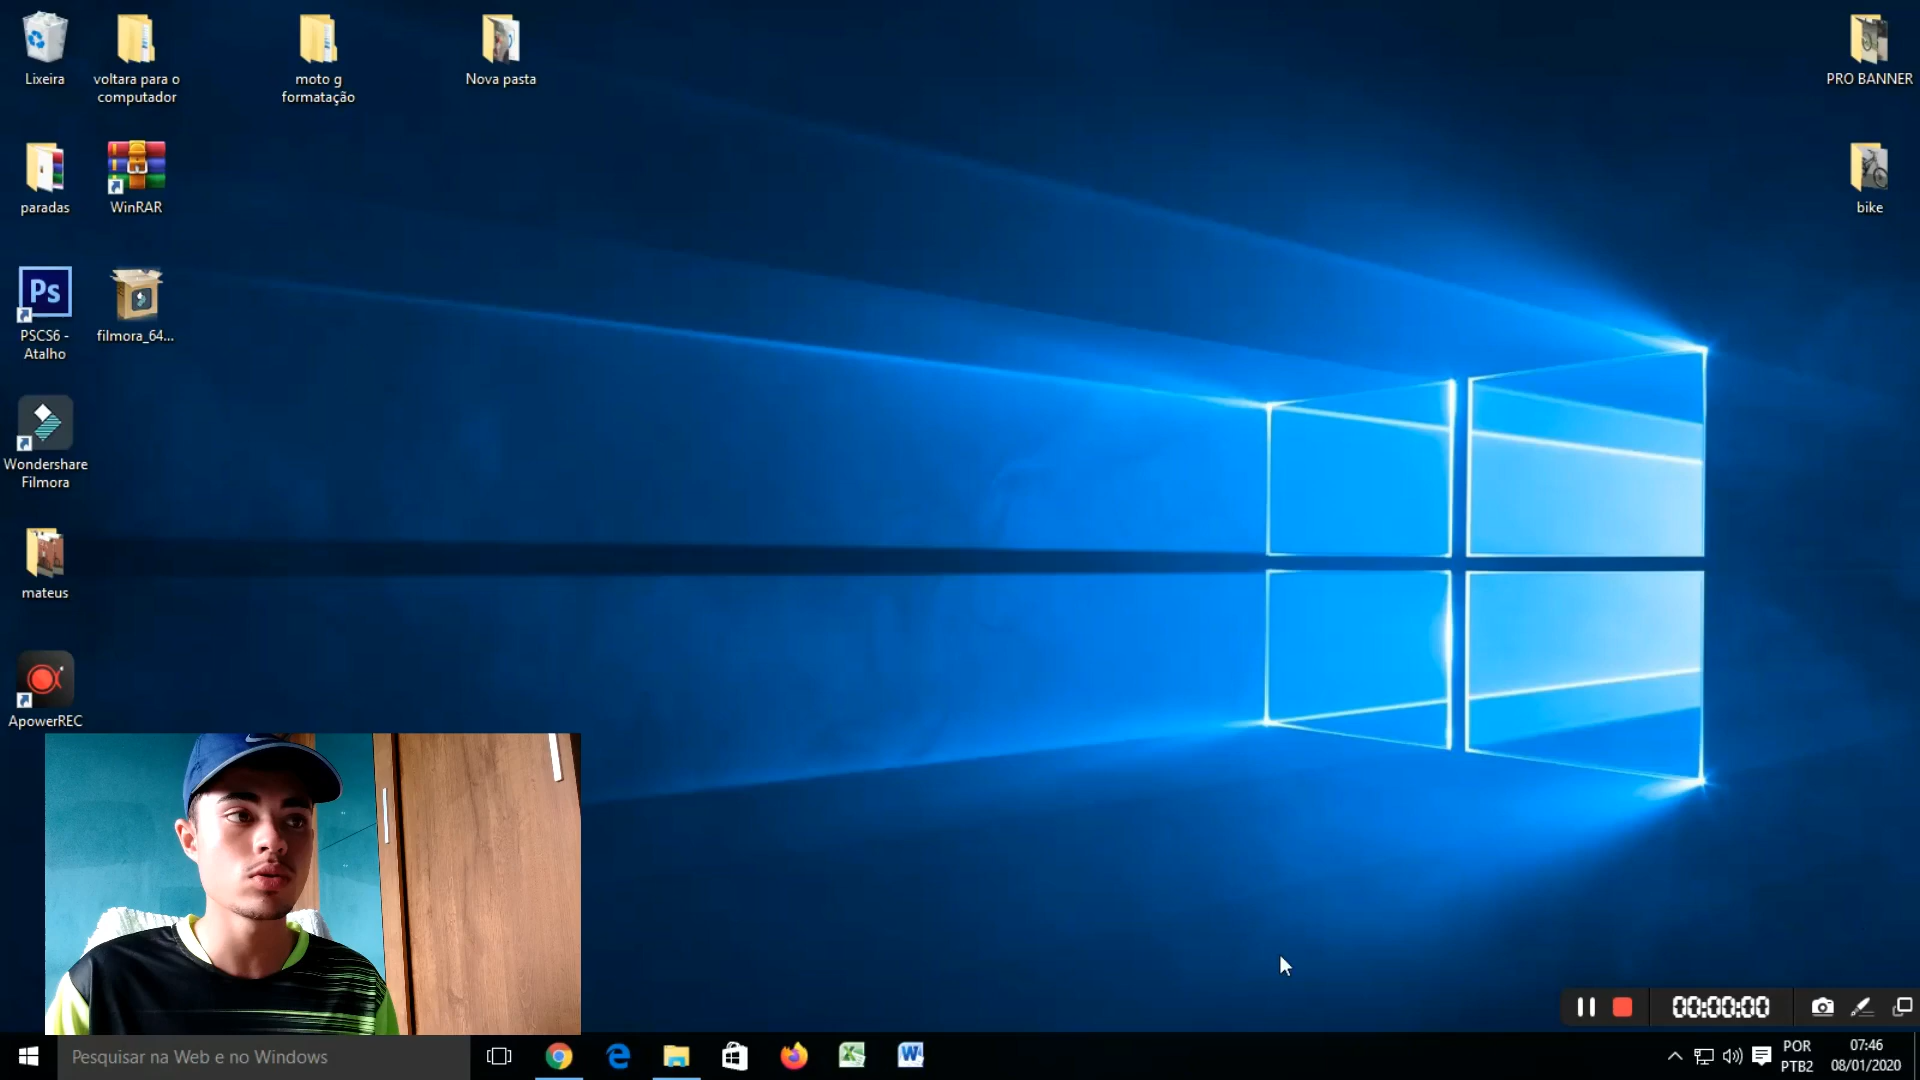 Lixeira
voltara para o
computador
moto g
formatação
Nova pasta
PRO BANNER
paradas
WinRAR
bike
Ps
PSCS6 -
Atalho
filmora_64...
Wondershare
Filmora
mateus
ApowerREC
00:00:00
Pesquisar na Web e no Windows
POR
PTB2
07:46
08/01/2020